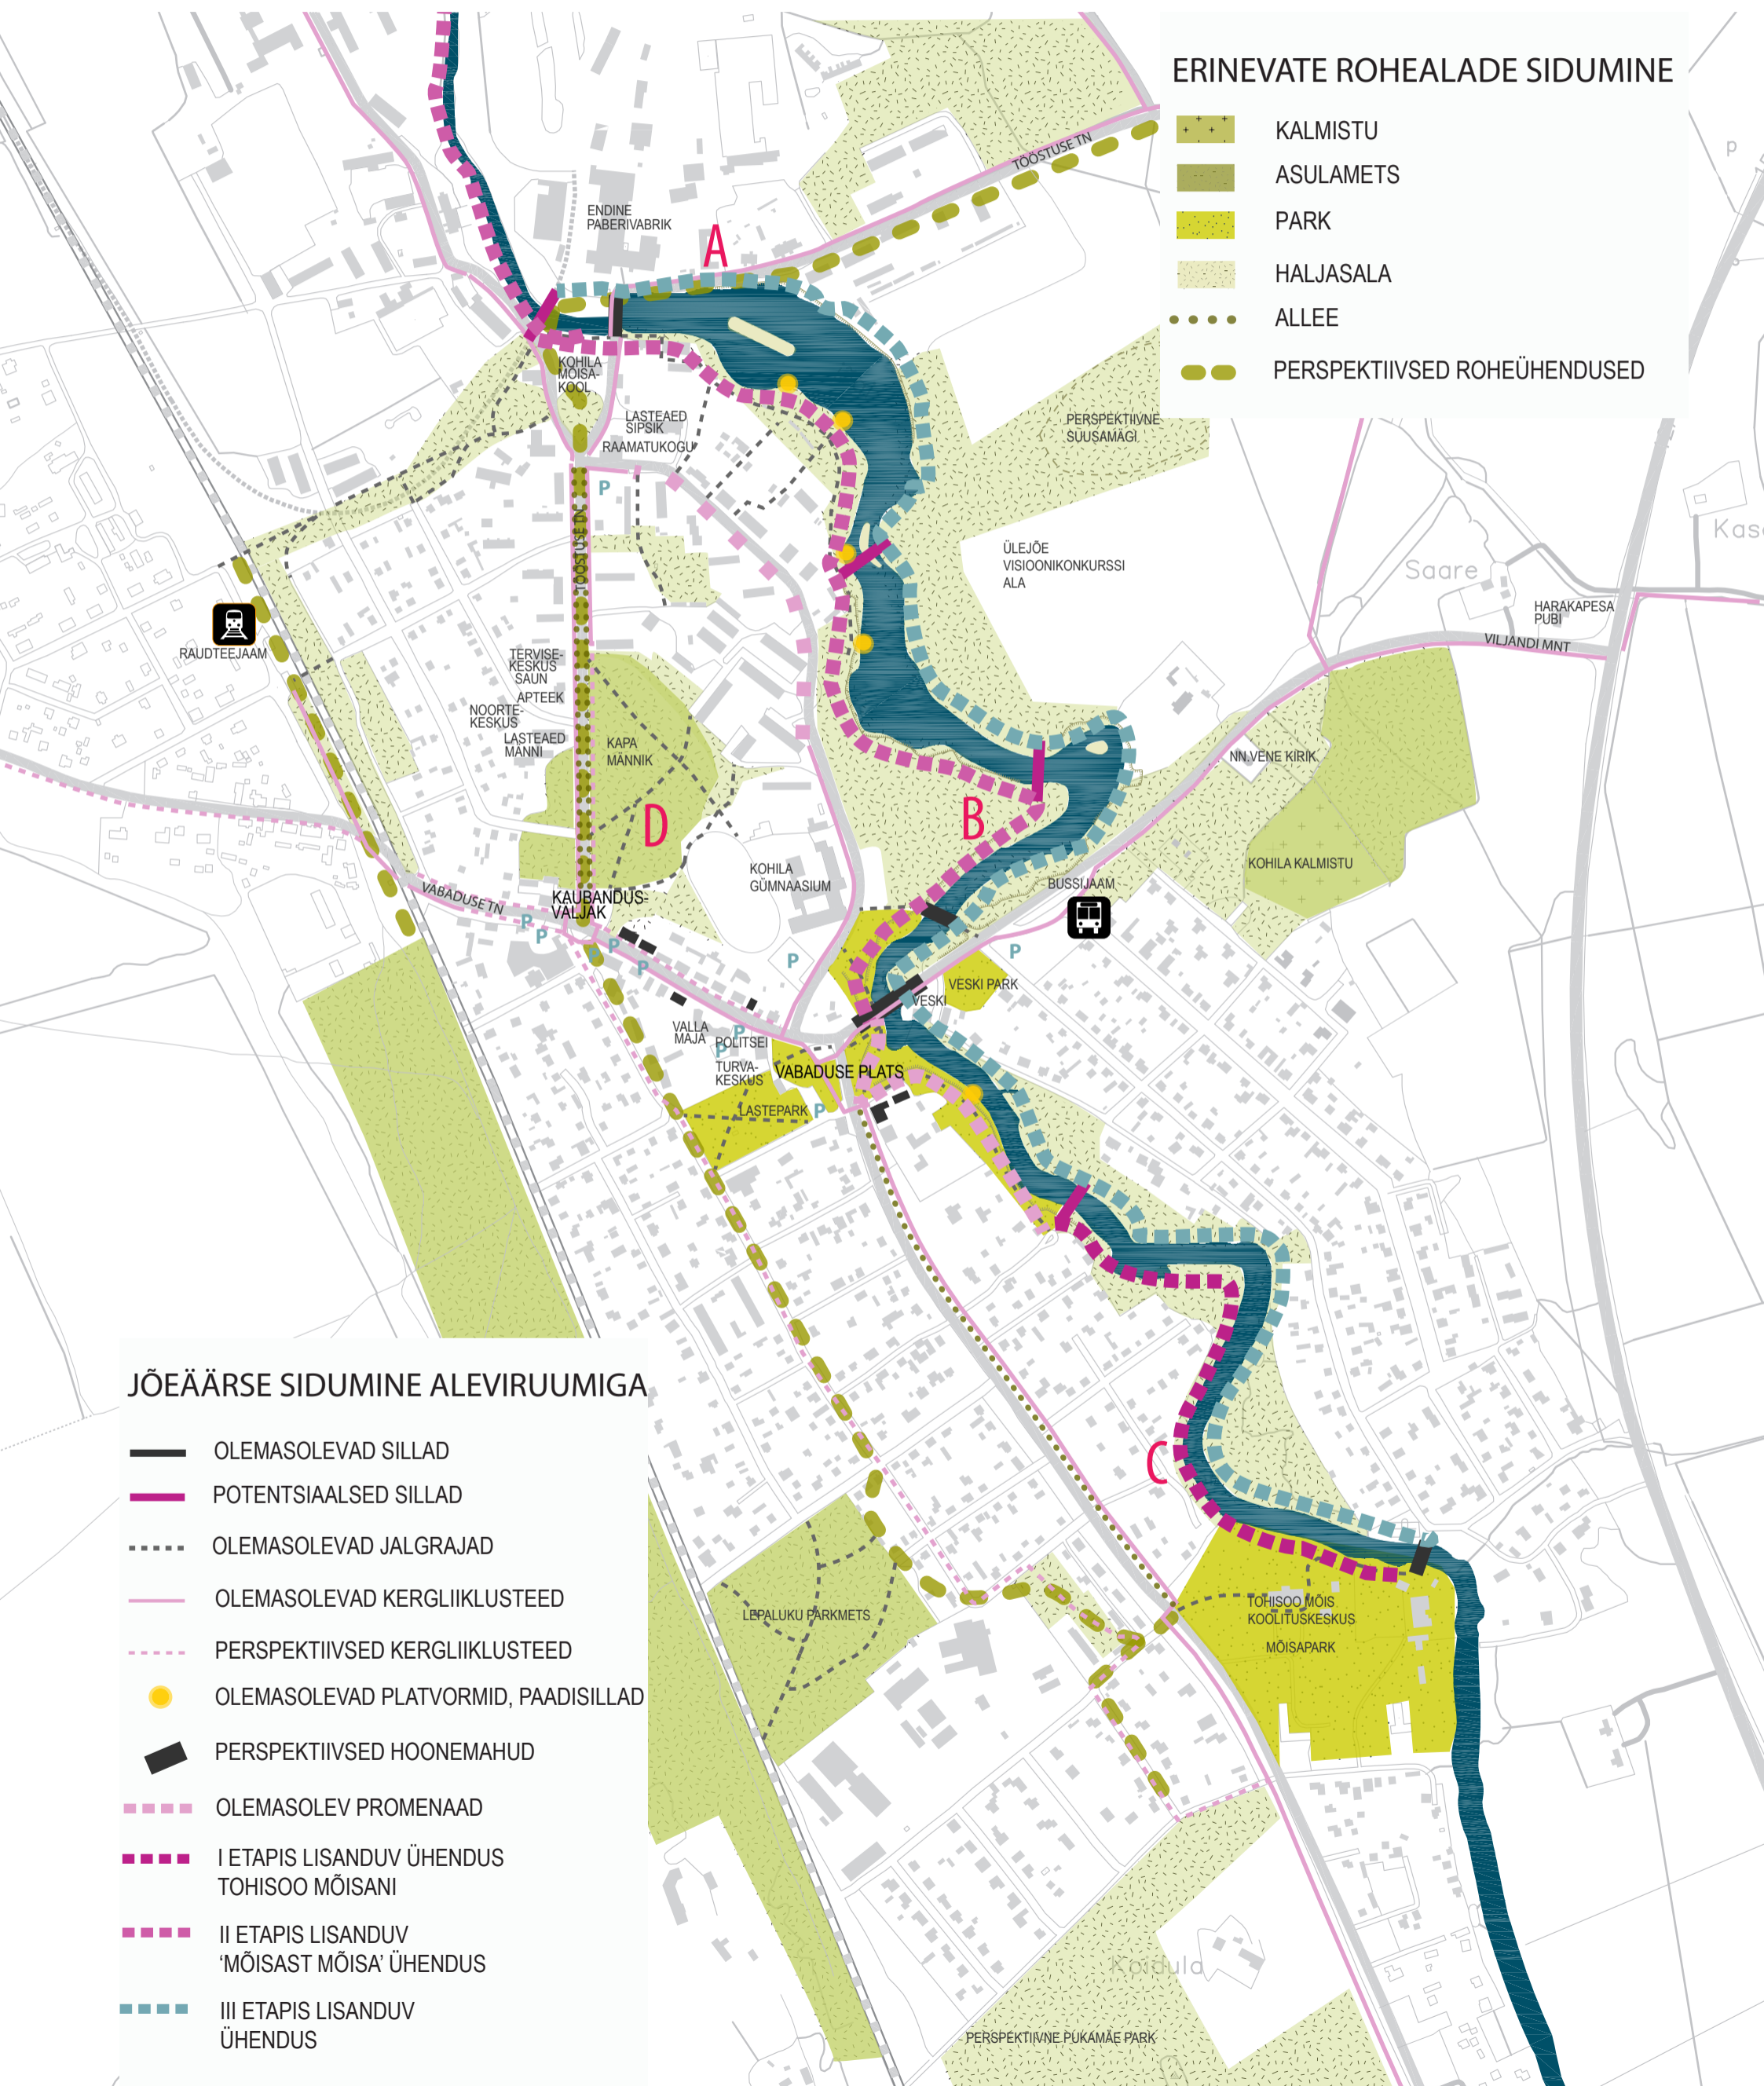 ERINEVATE ROHEALADE SIDUMINE
KALMISTU
ASULAMETS
PARK
HALJASALA
ALLEE
PERSPEKTIIVSED ROHEÜHENDUSED
TÖÖSTUSE TN
ENDINE
PABERIVABRIK
A
KOHILA
MÕISA-
KOOL
LASTEAED
SIPSIK
RAAMATUKOGU
P
TÖÖSTUSE TN
PERSPEKTIIVNE
SUUSAMÄGI
ÜLEJÕE
VISIOONIKONKURSSI
ALA
Saare
HARAKAPESA
PUBI
VILJANDI MNT
RAUDTEEJAAM
TERVISE-
KESKUS
SAUN
APTEEK
NOORTE-
KESKUS
LASTEAED
MÄNNI
KAPA
MÄNNIK
D
B
NN.VENE KIRIK
KOHILA KALMISTU
KOHILA
GÜMNAASIUM
BUSSIJAAM
VABADUSE TN
KAUBANDUS-
VÄLJAK
P
P
P
P
P
P
P
VESKI PARK
VESKI
VALLA
MAJA
P
POLITSEI
P
TURVA-
KESKUS
VABADUSE PLATS
LASTEPARK
P
C
LEPALUKU PARKMETS
TOHISOO MÕIS
KOOLITUSKESKUS
MÕISAPARK
Koidula
PERSPEKTIIVNE PUKAMÄE PARK
JÕEÄÄRSE SIDUMINE ALEVIRUUMIGA
OLEMASOLEVAD SILLAD
POTENTSIAALSED SILLAD
OLEMASOLEVAD JALGRAJAD
OLEMASOLEVAD KERGLIIKLUSTEED
PERSPEKTIIVSED KERGLIIKLUSTEED
OLEMASOLEVAD PLATVORMID, PAADISILLAD
PERSPEKTIIVSED HOONEMAHUD
OLEMASOLEV PROMENAAD
I ETAPIS LISANDUV ÜHENDUS
TOHISOO MÕISANI
II ETAPIS LISANDUV
‘MÕISAST MÕISA’ ÜHENDUS
III ETAPIS LISANDUV
ÜHENDUS